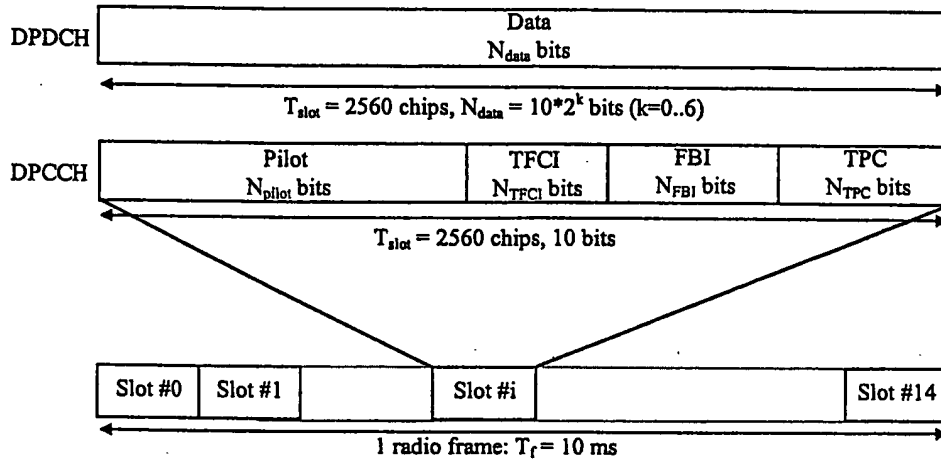 DPDCH
Data
N_data bits
T_slot = 2560 chips, N_data = 10*2^k bits (k=0..6)
DPCCH
Pilot
N_pilot bits
TFCI
N_TFCI bits
FBI
N_FBI bits
TPC
N_TPC bits
T_slot = 2560 chips, 10 bits
Slot #0
Slot #1
Slot #i
Slot #14
1 radio frame: T_f = 10 ms